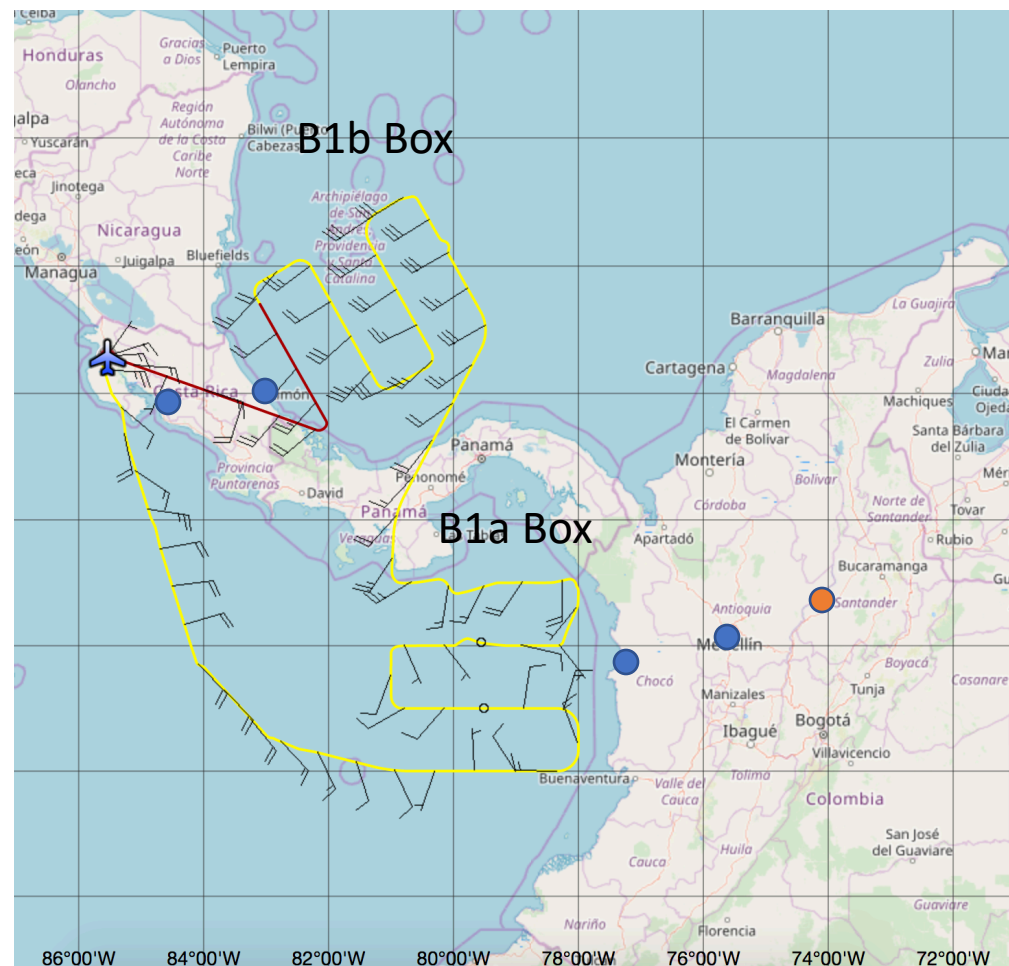 Ceiba
Gracias
a Dios
Puerto
Lempira
Honduras
Olancho
Región
Autónoma
de la Costa
Caribe
Norte
Bilwi (Puerto
Cabezas
B1b Box
Yuscarán
Jinotega
Archipiélago
de San
Andrés,
Providencia
y Santa
Catalina
Nicaragua
Juigalpa
Bluefields
Managua
La Guajira
Barranquilla
Cartagena
Magdalena
Zulia
Machiques
Costa Rica
El Carmen
de Bolívar
Santa Bárbara
del Zulia
Panamá
Montería
Provincia
Puntarenas
David
Penonomé
Córdoba
Bolívar
Norte de
Santander
Tovar
Panamá
B1a Box
Apartadó
Rubio
Bucaramanga
Antioquia
Santander
Medellín
Chocó
Boyacá
Casanare
Manizales
Tunja
Ibagué
Bogotá
Villavicencio
Buenaventura
Valle del
Cauca
Tolima
Colombia
San José
del Guaviare
Cauca
Huila
Guaviare
Nariño
Florencia
86°00'W 84°00'W 82°00'W 80°00'W 78°00'W 76°00'W 74°00'W 72°00'W